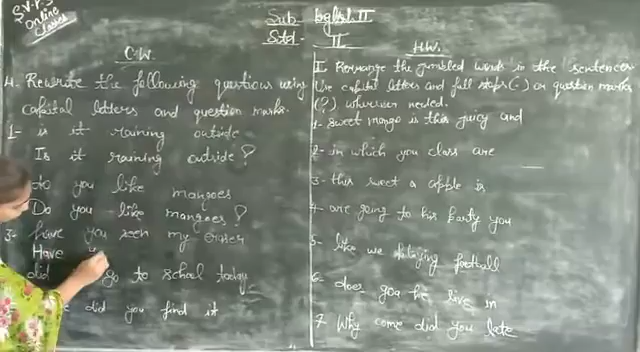 S.V.P.S
Online
Classes
Sub - English II
Std - II
C.W.
4. Rewrite the following questions using
capital letters and question marks.
1- is it raining outside
Is it raining outside?
do you like mangoes
Do you like mangoes?
3- have you seen my
Have
did go to school today
did you find it
H.W.
I. Rearrange the jumbled words in the sentences
Use capital letters and full stops (.) or question marks
(?) wherever needed.
1- sweet mango is this juicy and
2- in which you class are
3- this sweet a apple is
4- are going to his party you
5- like we playing football
6- does goa he live in
7. Why come did you late